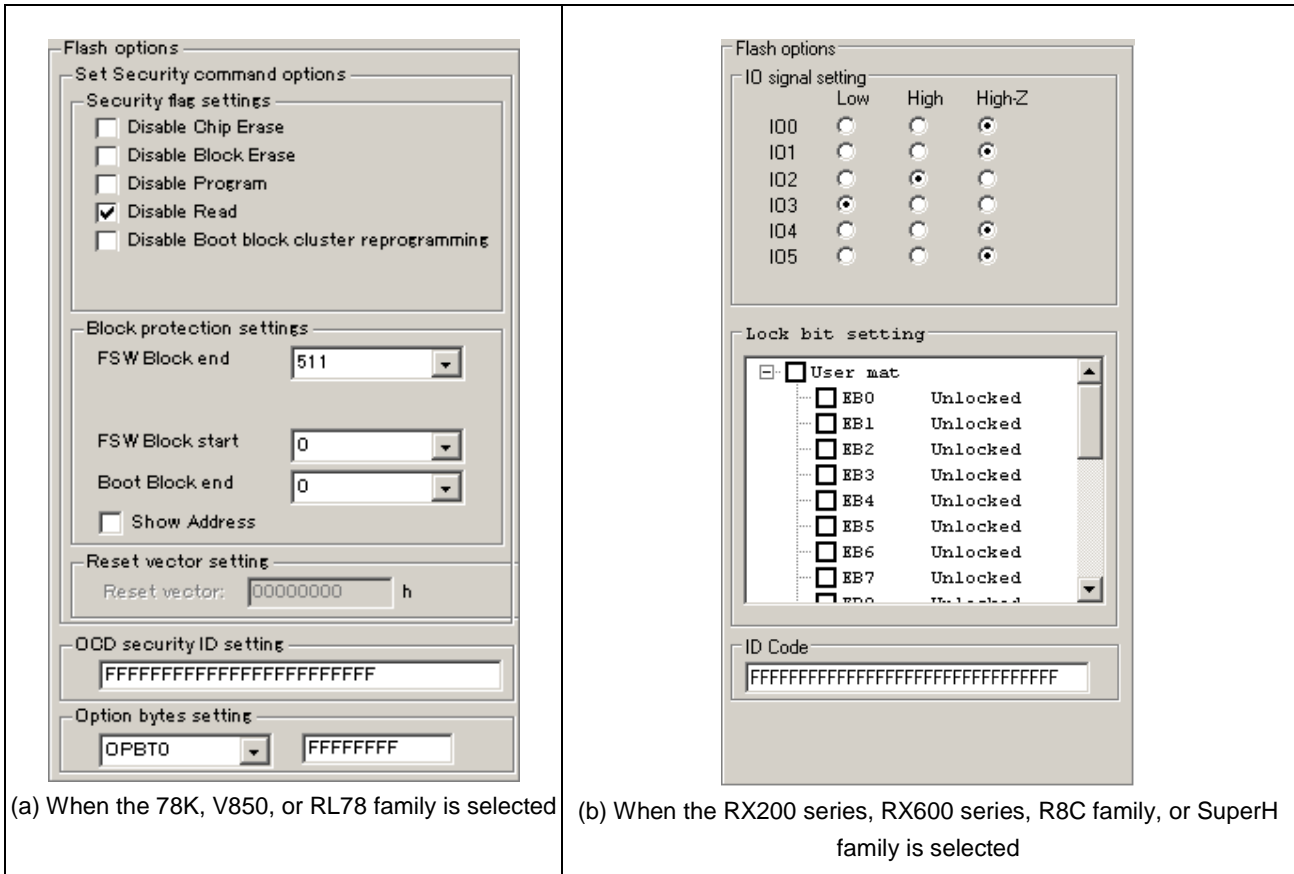 Flash options
Set Security command options
Security flag settings
Disable Chip Erase
Disable Block Erase
Disable Program
Disable Read
Disable Boot block cluster reprogramming
Block protection settings
FSW Block end 511
FSW Block start 0
Boot Block end 0
Show Address
Reset vector setting
Reset vector: 00000000 h
OCD security ID setting
FFFFFFFFFFFFFFFFFFFFFFFF
Option bytes setting
OPBT0 FFFFFFFF
(a) When the 78K, V850, or RL78 family is selected
Flash options
IO signal setting
Low High High-Z
IO0
IO1
IO2
IO3
IO4
IO5
Lock bit setting
User mat
EB0 Unlocked
EB1 Unlocked
EB2 Unlocked
EB3 Unlocked
EB4 Unlocked
EB5 Unlocked
EB6 Unlocked
EB7 Unlocked
ID Code
FFFFFFFFFFFFFFFFFFFFFFFFFFFFFFFF
(b) When the RX200 series, RX600 series, R8C family, or SuperH
family is selected